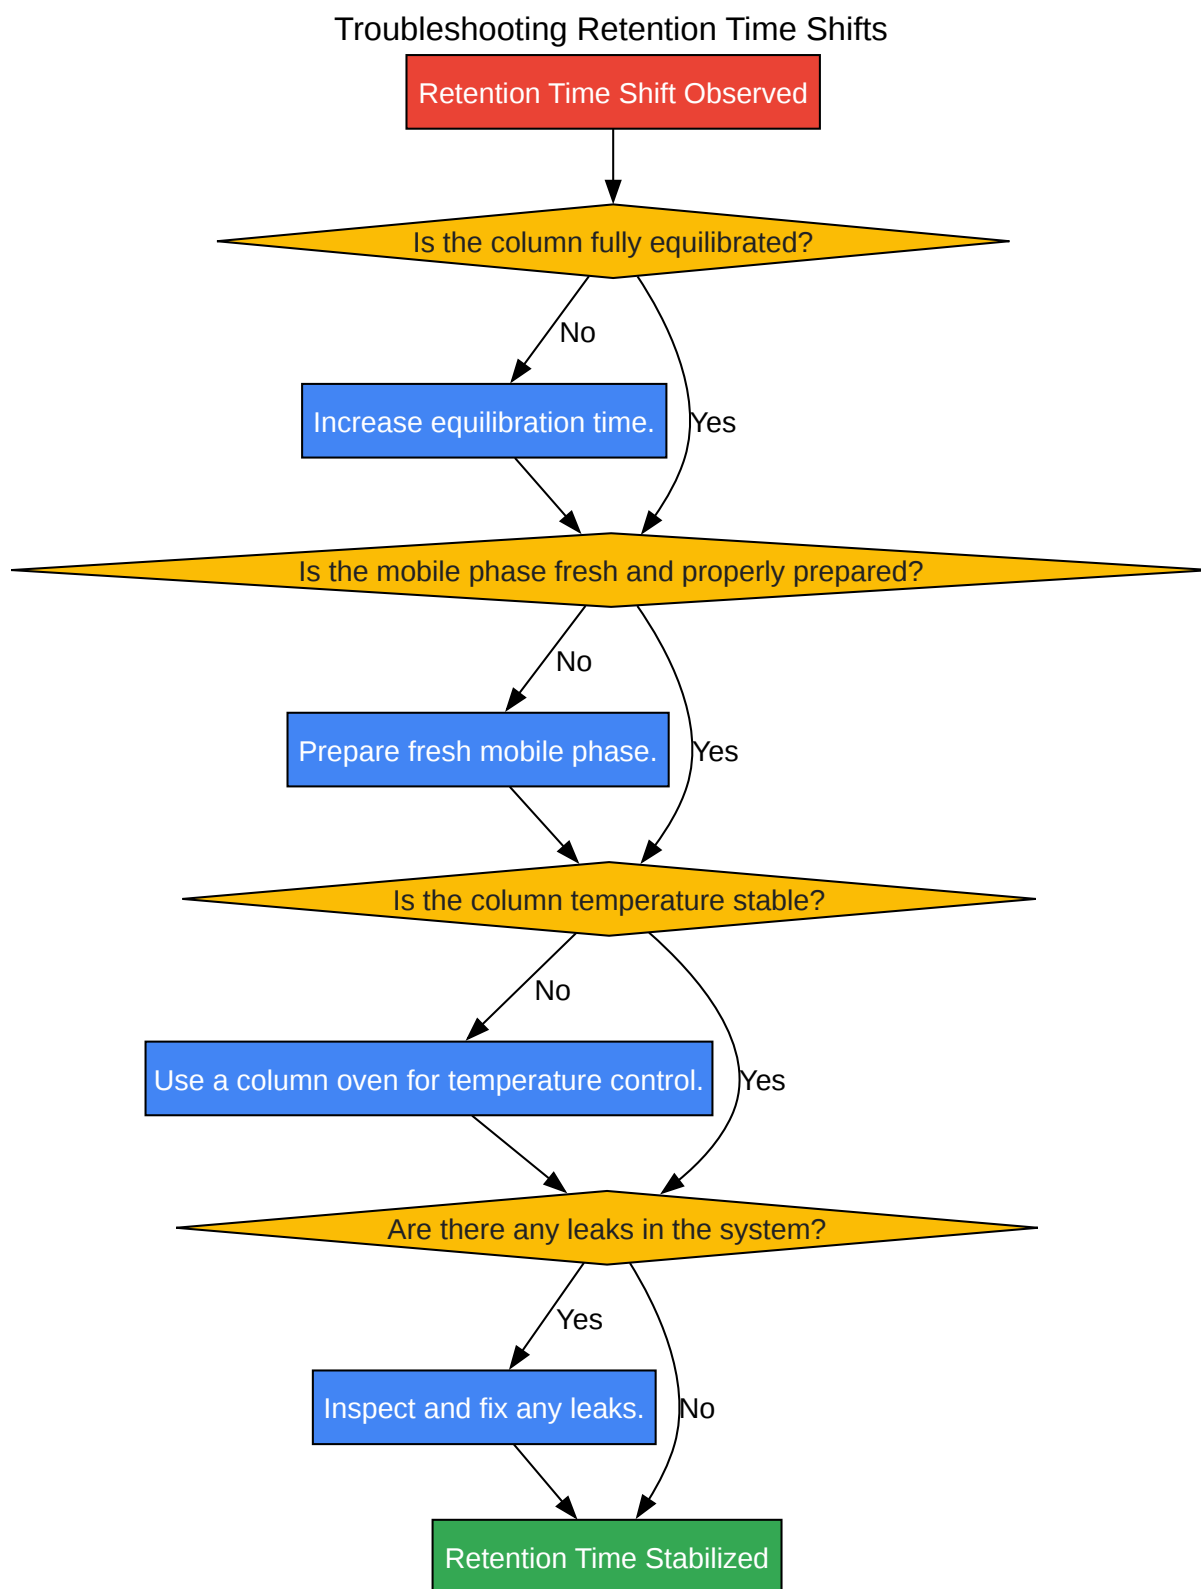 Troubleshooting Retention Time Shifts
Retention Time Shift Observed
Is the column fully equilibrated?
No
Increase equilibration time.
Yes
Is the mobile phase fresh and properly prepared?
No
Prepare fresh mobile phase.
Yes
Is the column temperature stable?
No
Use a column oven for temperature control.
Yes
Are there any leaks in the system?
Yes
Inspect and fix any leaks.
No
Retention Time Stabilized